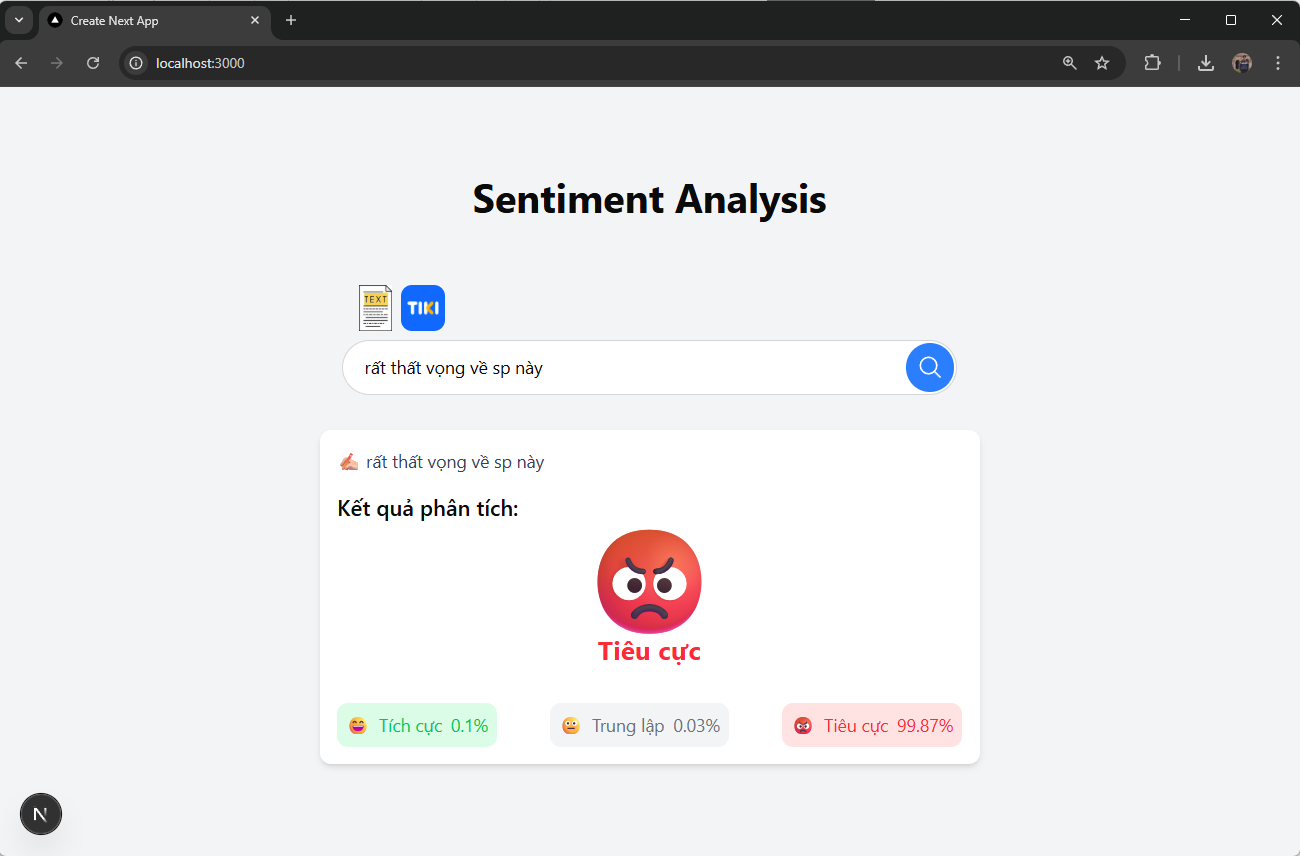 Create Next App
localhost:3000
Sentiment Analysis
TEXT
TIKI
rất thất vọng về sp này
✍🏻 rất thất vọng về sp này
Kết quả phân tích:
😡
Tiêu cực
😄 Tích cực 0.1%
😐 Trung lập 0.03%
😡 Tiêu cực 99.87%
N